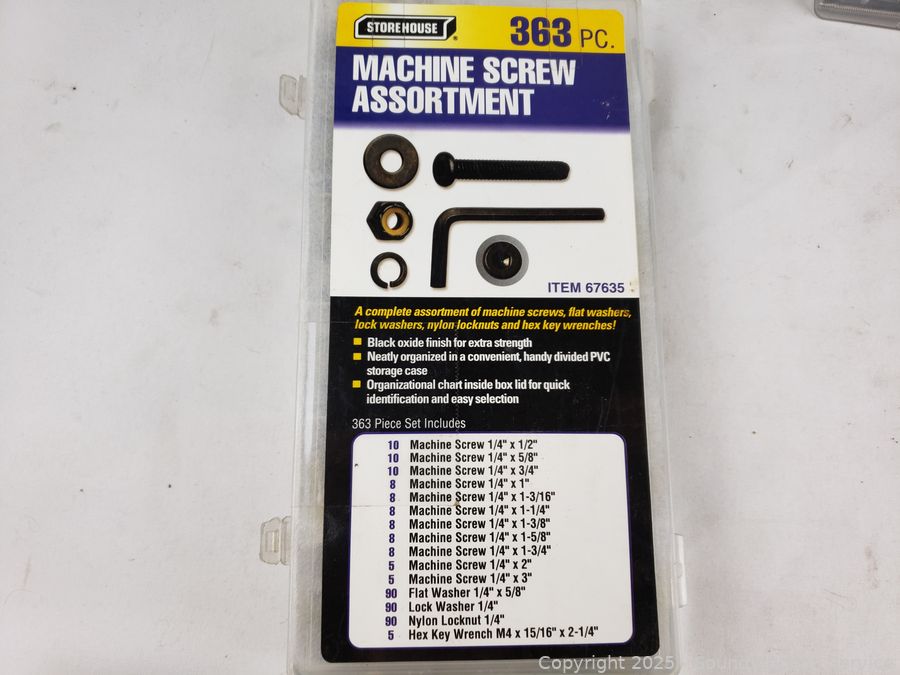 STOREHOUSE®
363 PC.
MACHINE SCREW
ASSORTMENT
ITEM 67635
A complete assortment of machine screws, flat washers,
lock washers, nylon locknuts and hex key wrenches!
Black oxide finish for extra strength
Neatly organized in a convenient, handy divided PVC
storage case
Organizational chart inside box lid for quick
identification and easy selection
363 Piece Set Includes
10 Machine Screw 1/4" x 1/2"
10 Machine Screw 1/4" x 5/8"
10 Machine Screw 1/4" x 3/4"
8 Machine Screw 1/4" x 1"
8 Machine Screw 1/4" x 1-3/16"
8 Machine Screw 1/4" x 1-1/4"
8 Machine Screw 1/4" x 1-3/8"
8 Machine Screw 1/4" x 1-5/8"
8 Machine Screw 1/4" x 1-3/4"
5 Machine Screw 1/4" x 2"
5 Machine Screw 1/4" x 3"
90 Flat Washer 1/4" x 5/8"
90 Lock Washer 1/4"
90 Nylon Locknut 1/4"
5 Hex Key Wrench M4 x 15/16" x 2-1/4"
Copyright 2025